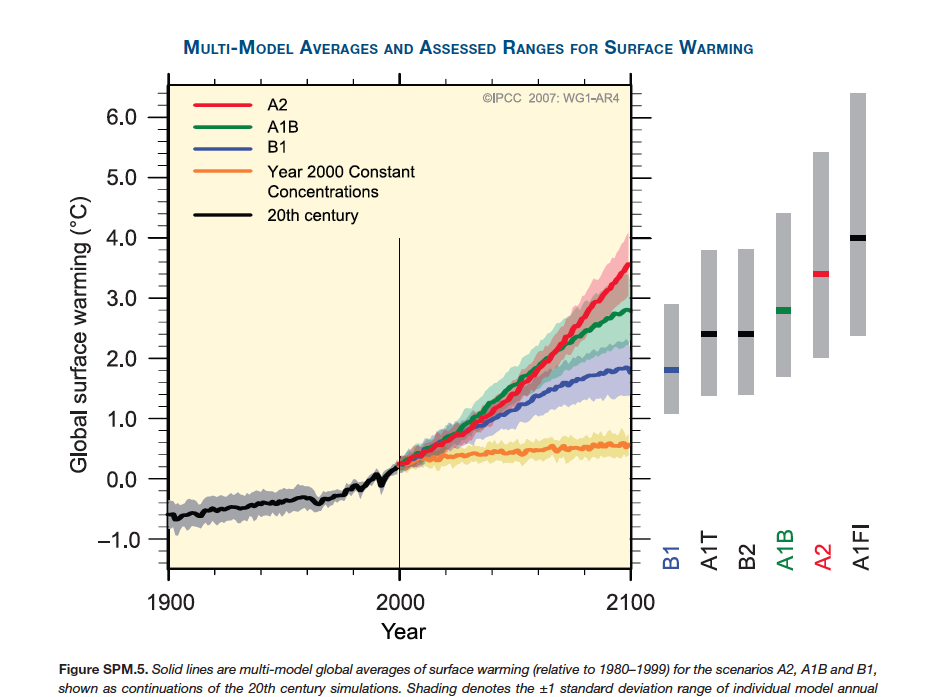 MULTI-MODEL AVERAGES AND ASSESSED RANGES FOR SURFACE WARMING
©IPCC 2007: WG1-AR4
A2
A1B
B1
Year 2000 Constant
Concentrations
20th century
Global surface warming (°C)
6.0
5.0
4.0
3.0
2.0
1.0
0.0
–1.0
1900
2000
2100
Year
B1
A1T
B2
A1B
A2
A1FI
Figure SPM.5. Solid lines are multi-model global averages of surface warming (relative to 1980–1999) for the scenarios A2, A1B and B1,
shown as continuations of the 20th century simulations. Shading denotes the ±1 standard deviation range of individual model annual